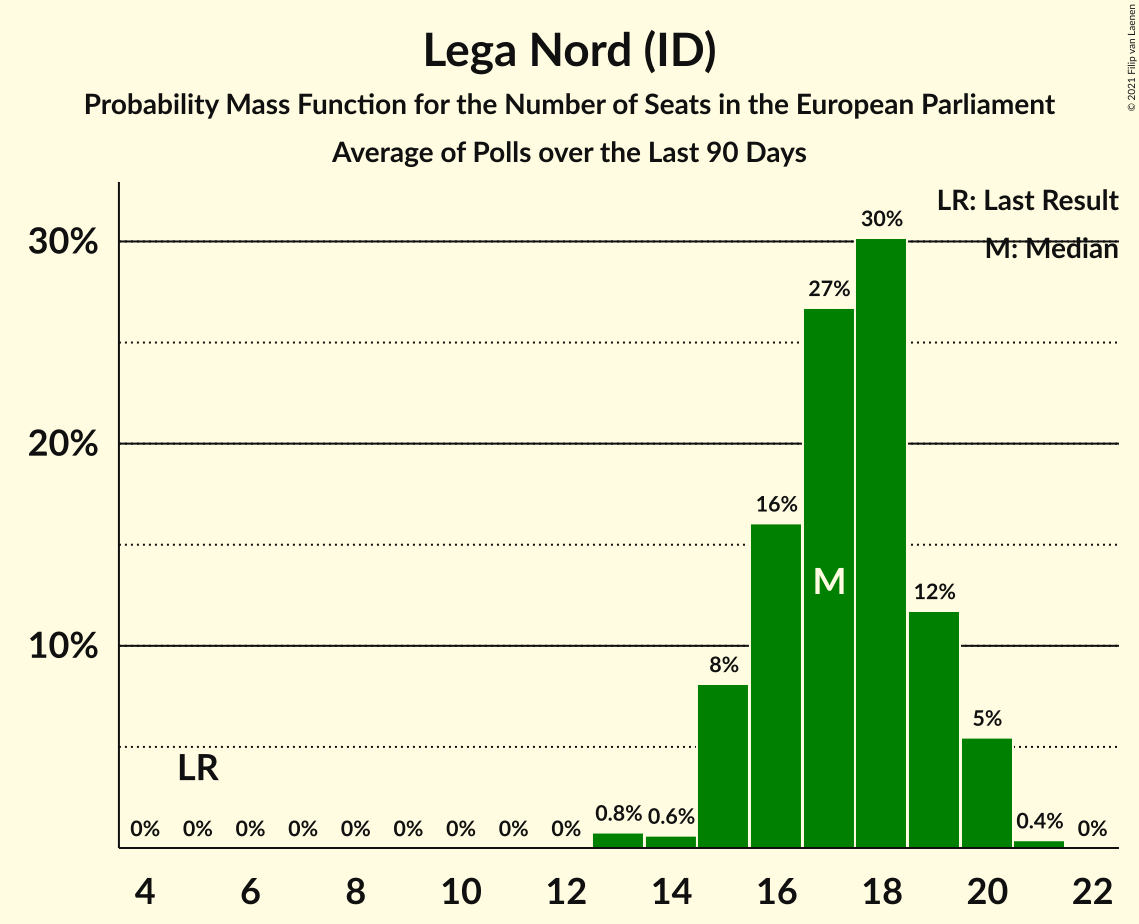 Lega Nord (ID)
Probability Mass Function for the Number of Seats in the European Parliament
Average of Polls over the Last 90 Days
© 2021 Filip van Laenen
LR: Last Result
M: Median
30%
20%
10%
0%
0%
0%
0%
0%
0%
0%
0%
0%
0.8%
0.6%
8%
16%
27%
30%
12%
5%
0.4%
0%
LR
M
4 6 8 10 12 14 16 18 20 22